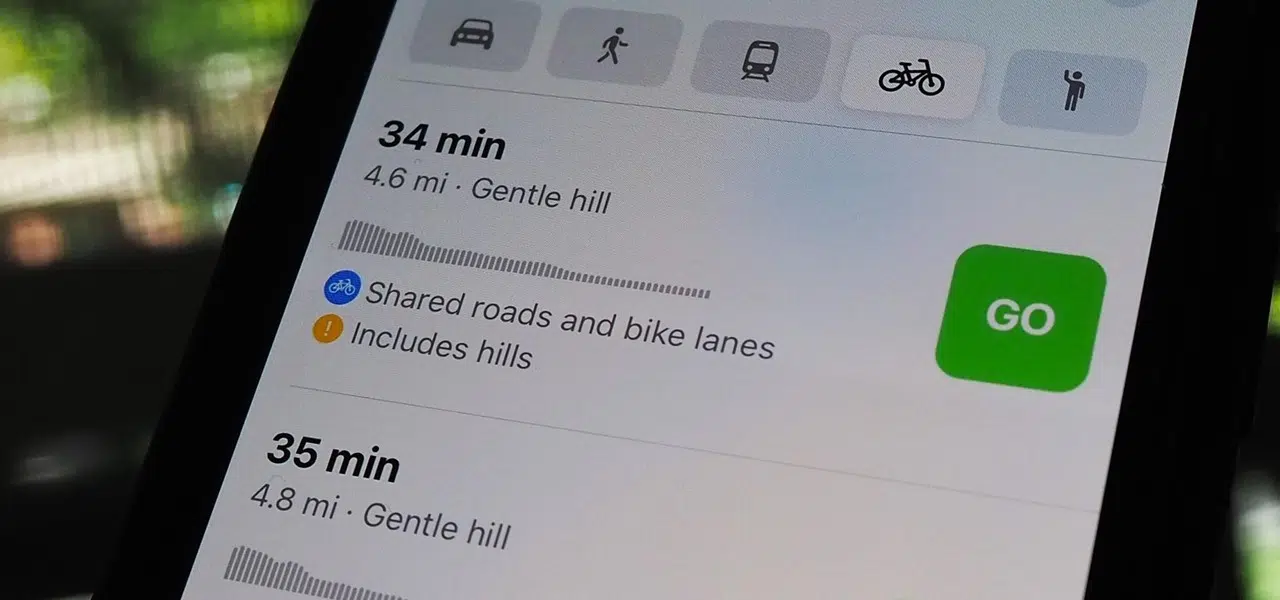 34 min
4.6 mi · Gentle hill
Shared roads and bike lanes
! Includes hills
GO
35 min
4.8 mi · Gentle hill